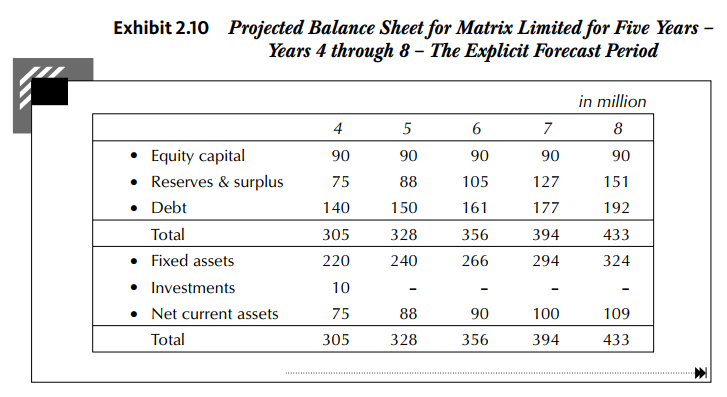 Exhibit 2.10 Projected Balance Sheet for Matrix Limited for Five Years –
Years 4 through 8 – The Explicit Forecast Period
in million
4 5 6 7 8
• Equity capital 90 90 90 90 90
• Reserves & surplus 75 88 105 127 151
• Debt 140 150 161 177 192
Total 305 328 356 394 433
• Fixed assets 220 240 266 294 324
• Investments 10 – – – –
• Net current assets 75 88 90 100 109
Total 305 328 356 394 433